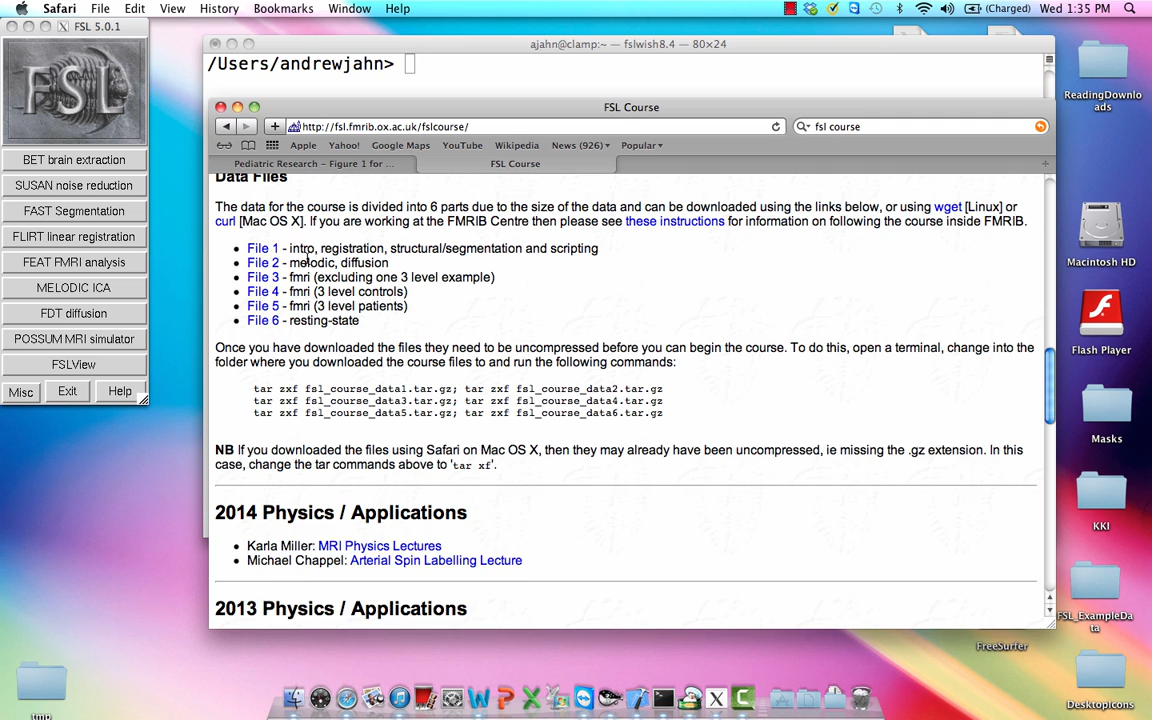 Safari File Edit View History Bookmarks Window Help (Charged) Wed 1:35 PM
FSL 5.0.1
FSL
BET brain extraction
SUSAN noise reduction
FAST Segmentation
FLIRT linear registration
FEAT FMRI analysis
MELODIC ICA
FDT diffusion
POSSUM MRI simulator
FSLView
Misc Exit Help
ajahn@clamp:~ — fslwish8.4 — 80×24
/Users/andrewjahn>
FSL Course
http://fsl.fmrib.ox.ac.uk/fslcourse/
fsl course
Apple Yahoo! Google Maps YouTube Wikipedia News (926) Popular
Pediatric Research – Figure 1 for ... FSL Course
Data Files
The data for the course is divided into 6 parts due to the size of the data and can be downloaded using the links below, or using wget [Linux] or
curl [Mac OS X]. If you are working at the FMRIB Centre then please see these instructions for information on following the course inside FMRIB.
File 1 - intro, registration, structural/segmentation and scripting
File 2 - melodic, diffusion
File 3 - fmri (excluding one 3 level example)
File 4 - fmri (3 level controls)
File 5 - fmri (3 level patients)
File 6 - resting-state
Once you have downloaded the files they need to be uncompressed before you can begin the course. To do this, open a terminal, change into the
folder where you downloaded the course files to and run the following commands:
tar zxf fsl_course_data1.tar.gz; tar zxf fsl_course_data2.tar.gz
tar zxf fsl_course_data3.tar.gz; tar zxf fsl_course_data4.tar.gz
tar zxf fsl_course_data5.tar.gz; tar zxf fsl_course_data6.tar.gz
NB If you downloaded the files using Safari on Mac OS X, then they may already have been uncompressed, ie missing the .gz extension. In this
case, change the tar commands above to 'tar xf'.
2014 Physics / Applications
Karla Miller: MRI Physics Lectures
Michael Chappel: Arterial Spin Labelling Lecture
2013 Physics / Applications
ReadingDownlo
ads
Macintosh HD
Flash Player
Masks
KKI
FSL_ExampleDa
ta
FreeSurfer
DesktopIcons
tmp